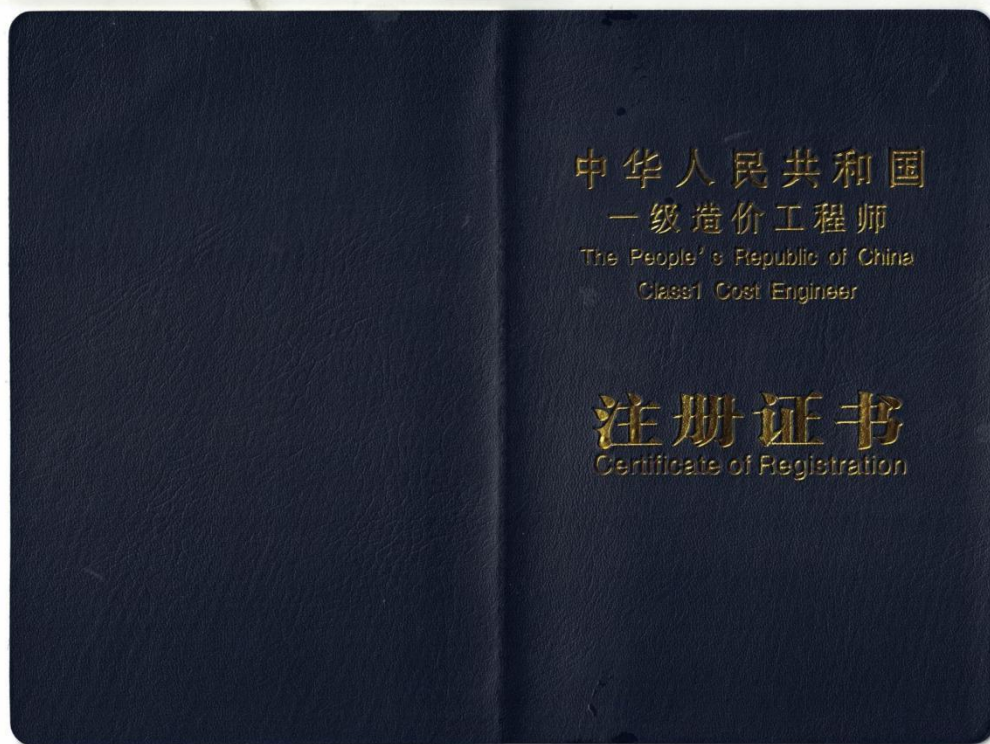 中华人民共和国
一级造价工程师
The People's Republic of China
Class1 Cost Engineer
注册证书
Certificate of Registration